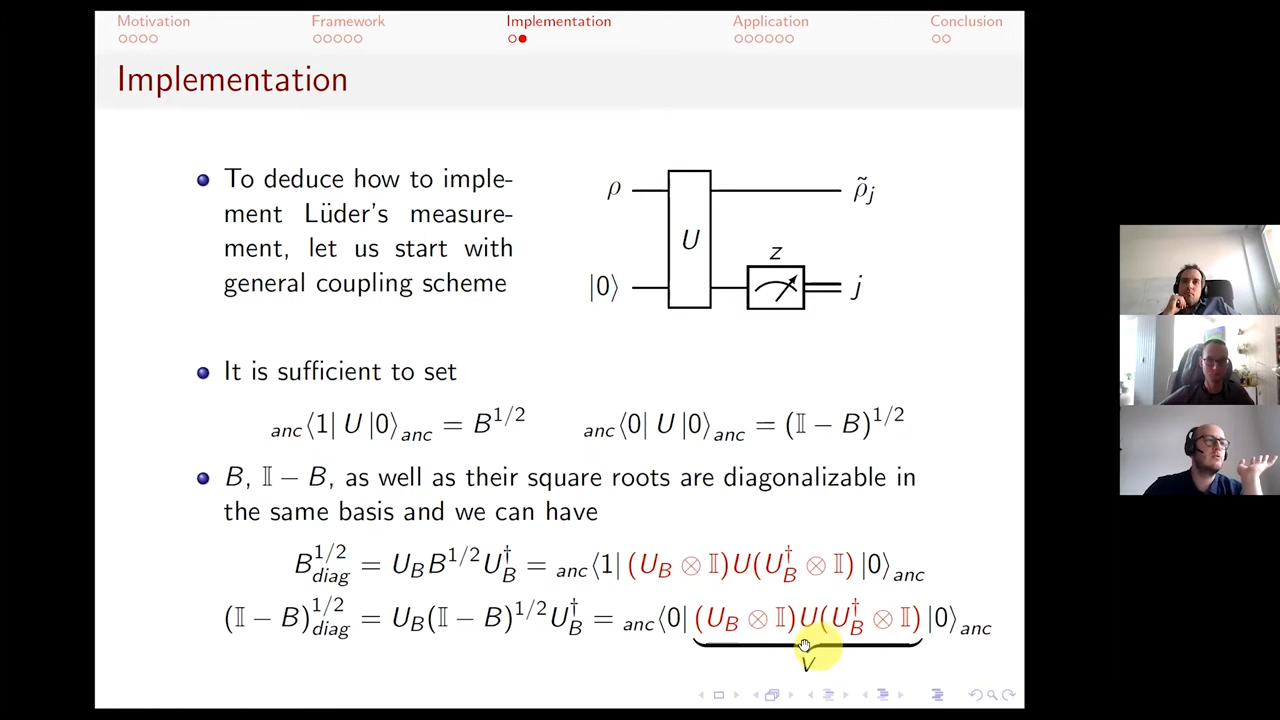 Motivation Framework Implementation Application Conclusion
Implementation
To deduce how to imple-
ment Lüder's measure-
ment, let us start with
general coupling scheme
ρ U ρ̃_j
|0⟩ z j
It is sufficient to set
_anc⟨1| U |0⟩_anc = B^{1/2} _anc⟨0| U |0⟩_anc = (𝕀 − B)^{1/2}
B, 𝕀 − B, as well as their square roots are diagonalizable in
the same basis and we can have
B_{diag}^{1/2} = U_B B^{1/2} U_B^† = _anc⟨1| (U_B ⊗ 𝕀)U(U_B^† ⊗ 𝕀) |0⟩_anc
(𝕀 − B)_{diag}^{1/2} = U_B(𝕀 − B)^{1/2} U_B^† = _anc⟨0| (U_B ⊗ 𝕀)U(U_B^† ⊗ 𝕀) |0⟩_anc
V